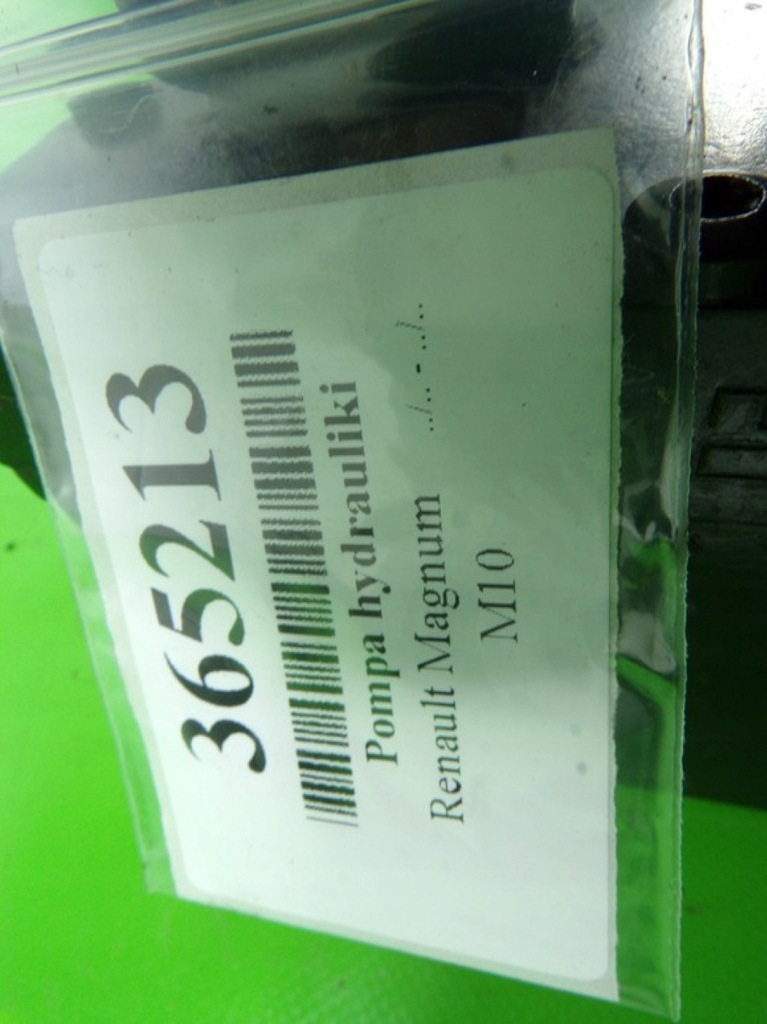 365213
Pompa hydrauliki
Renault Magnum ../.. - ../..
M10